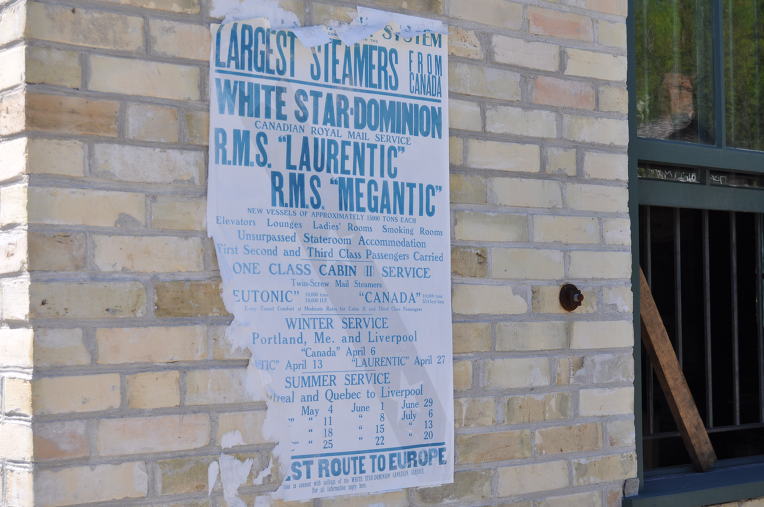 SYSTEM
LARGEST STEAMERS FROM CANADA
WHITE STAR-DOMINION
CANADIAN ROYAL MAIL SERVICE
R.M.S. "LAURENTIC"
R.M.S. "MEGANTIC"
NEW VESSELS OF APPROXIMATELY 15000 TONS EACH
Elevators Lounges Ladies' Rooms Smoking Rooms
Unsurpassed Stateroom Accommodation
First Second and Third Class Passengers Carried
ONE CLASS CABIN II SERVICE
Twin-Screw Mail Steamers
EUTONIC" "CANADA"
WINTER SERVICE
Portland, Me. and Liverpool
"Canada" April 6
TIC" April 13 "LAURENTIC" April 27
SUMMER SERVICE
real and Quebec to Liverpool
May 4 June 1 June 29
" 11 " 8 July 6
" 18 " 15 " 13
" 25 " 22 " 20
EST ROUTE TO EUROPE